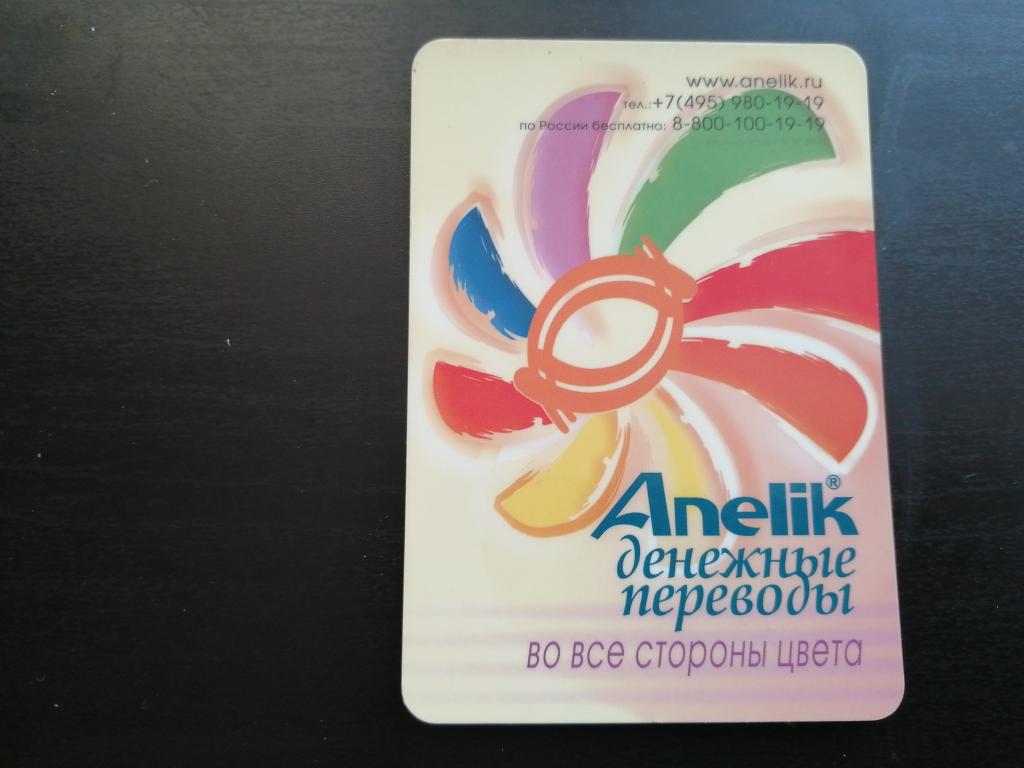 www.anelik.ru
тел.:+7(495) 980-19-19
по России бесплатно: 8-800-100-19-19
Anelik®
денежные
переводы
во все стороны цвета